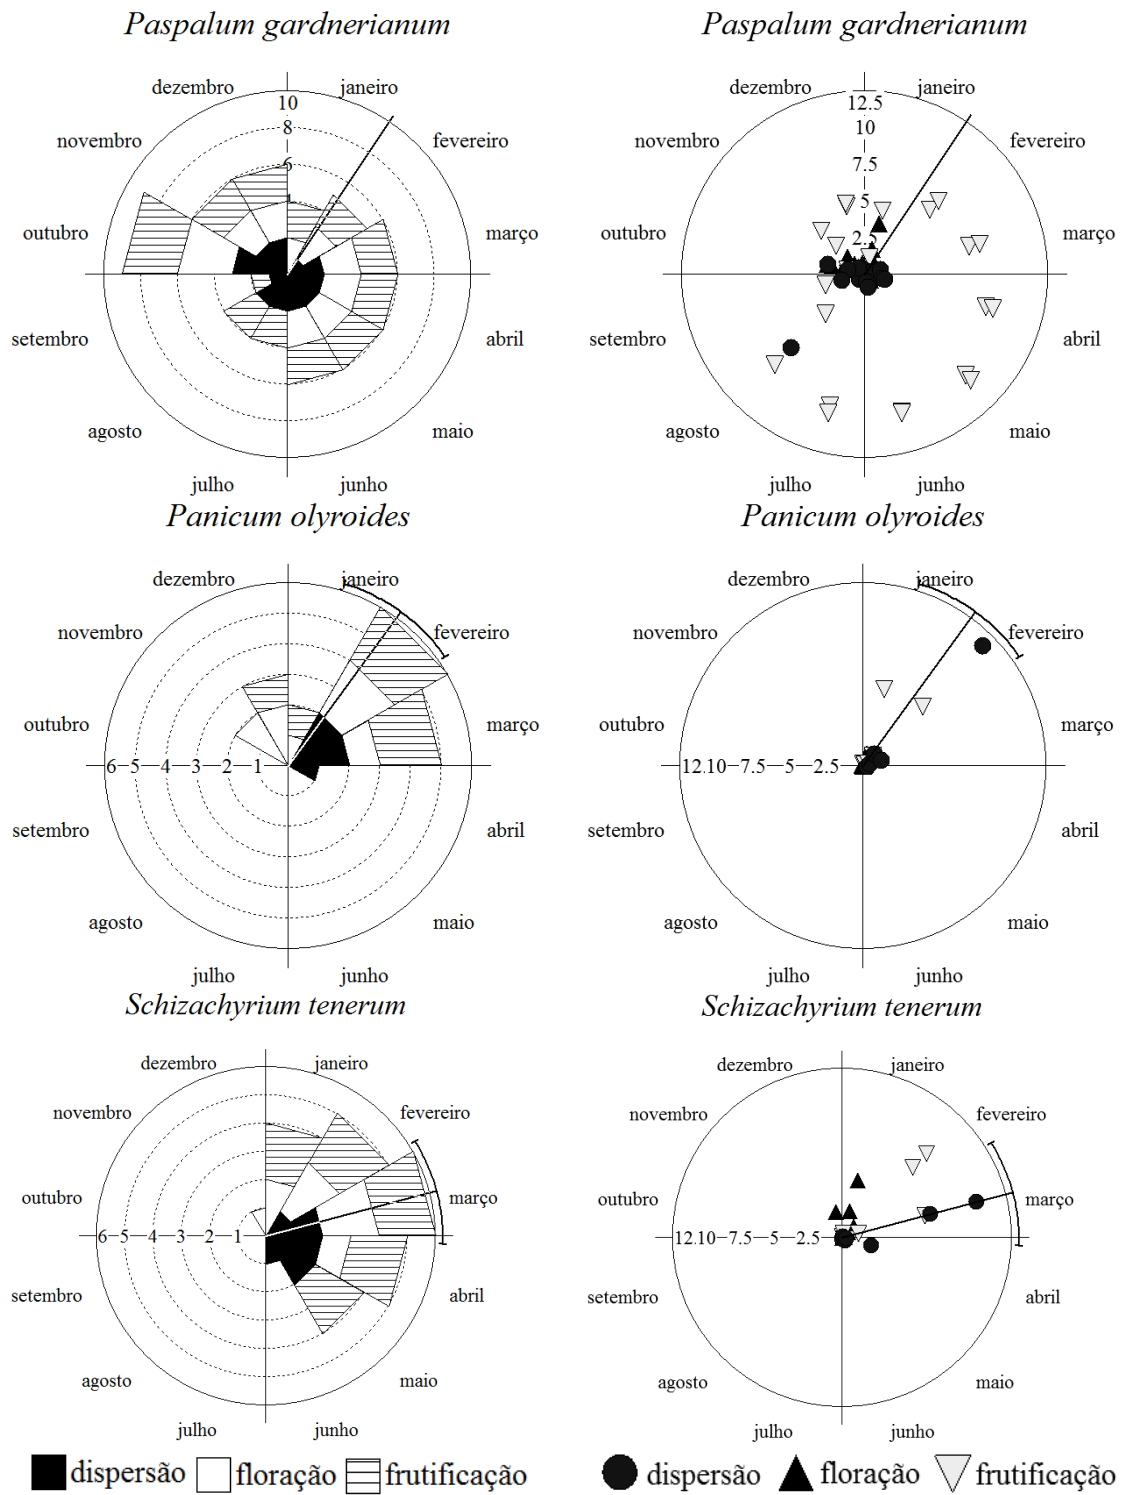 Paspalum gardnerianum Paspalum gardnerianum
dezembro janeiro dezembro janeiro
10 12.5
novembro 8 fevereiro novembro 10 fevereiro
6 7.5
4 5
outubro março outubro 2.5 março
setembro abril setembro abril
agosto maio agosto maio
julho junho julho junho
Panicum olyroides Panicum olyroides
dezembro janeiro dezembro janeiro
novembro fevereiro novembro fevereiro
outubro março outubro março
6 5 4 3 2 1 12.10 7.5 5 2.5
setembro abril setembro abril
agosto maio agosto maio
julho junho julho junho
Schizachyrium tenerum Schizachyrium tenerum
dezembro janeiro dezembro janeiro
novembro fevereiro novembro fevereiro
outubro março outubro março
6 5 4 3 2 1 12.10 7.5 5 2.5
setembro abril setembro abril
agosto maio agosto maio
julho junho julho junho
dispersão floração frutificação dispersão floração frutificação